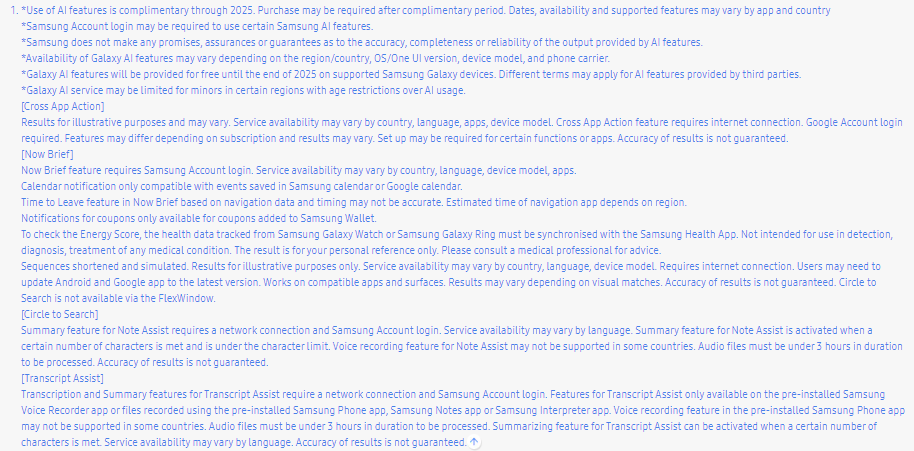 1. *Use of AI features is complimentary through 2025. Purchase may be required after complimentary period. Dates, availability and supported features may vary by app and country
*Samsung Account login may be required to use certain Samsung AI features.
*Samsung does not make any promises, assurances or guarantees as to the accuracy, completeness or reliability of the output provided by AI features.
*Availability of Galaxy AI features may vary depending on the region/country, OS/One UI version, device model, and phone carrier.
*Galaxy AI features will be provided for free until the end of 2025 on supported Samsung Galaxy devices. Different terms may apply for AI features provided by third parties.
*Galaxy AI service may be limited for minors in certain regions with age restrictions over AI usage.
[Cross App Action]
Results for illustrative purposes and may vary. Service availability may vary by country, language, apps, device model. Cross App Action feature requires internet connection. Google Account login
required. Features may differ depending on subscription and results may vary. Set up may be required for certain functions or apps. Accuracy of results is not guaranteed.
[Now Brief]
Now Brief feature requires Samsung Account login. Service availability may vary by country, language, device model, apps.
Calendar notification only compatible with events saved in Samsung calendar or Google calendar.
Time to Leave feature in Now Brief based on navigation data and timing may not be accurate. Estimated time of navigation app depends on region.
Notifications for coupons only available for coupons added to Samsung Wallet.
To check the Energy Score, the health data tracked from Samsung Galaxy Watch or Samsung Galaxy Ring must be synchronised with the Samsung Health App. Not intended for use in detection,
diagnosis, treatment of any medical condition. The result is for your personal reference only. Please consult a medical professional for advice.
Sequences shortened and simulated. Results for illustrative purposes only. Service availability may vary by country, language, device model. Requires internet connection. Users may need to
update Android and Google app to the latest version. Works on compatible apps and surfaces. Results may vary depending on visual matches. Accuracy of results is not guaranteed. Circle to
Search is not available via the FlexWindow.
[Circle to Search]
Summary feature for Note Assist requires a network connection and Samsung Account login. Service availability may vary by language. Summary feature for Note Assist is activated when a
certain number of characters is met and is under the character limit. Voice recording feature for Note Assist may not be supported in some countries. Audio files must be under 3 hours in duration
to be processed. Accuracy of results is not guaranteed.
[Transcript Assist]
Transcription and Summary features for Transcript Assist require a network connection and Samsung Account login. Features for Transcript Assist only available on the pre-installed Samsung
Voice Recorder app or files recorded using the pre-installed Samsung Phone app, Samsung Notes app or Samsung Interpreter app. Voice recording feature in the pre-installed Samsung Phone app
may not be supported in some countries. Audio files must be under 3 hours in duration to be processed. Summarizing feature for Transcript Assist can be activated when a certain number of
characters is met. Service availability may vary by language. Accuracy of results is not guaranteed.